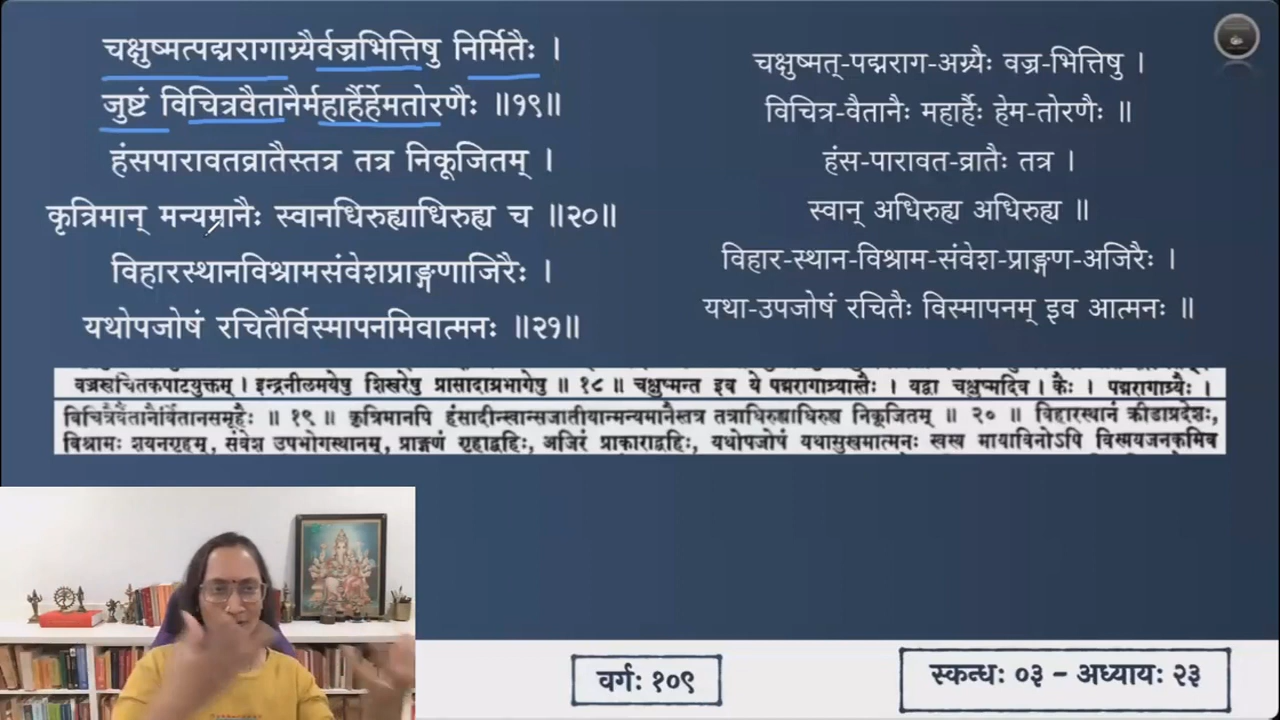 चक्षुष्मत्पद्मरागाग्र्यैर्वज्रभित्तिषु निर्मितैः ।
जुष्टं विचित्रवैतानैर्महार्हैर्हेमतोरणैः ॥१९॥
हंसपारावतव्रातैस्तत्र तत्र निकूजितम् ।
कृत्रिमान् मन्यमानैः स्वानधिरुह्याधिरुह्य च ॥२०॥
विहारस्थानविश्रामसंवेशप्राङ्गणाजिरैः ।
यथोपजोषं रचितैर्विस्मापनमिवात्मनः ॥२१॥
चक्षुष्मत्-पद्मराग-अग्र्यैः वज्र-भित्तिषु ।
विचित्र-वैतानैः महार्हैः हेम-तोरणैः ॥
हंस-पारावत-व्रातैः तत्र ।
स्वान् अधिरुह्य अधिरुह्य ॥
विहार-स्थान-विश्राम-संवेश-प्राङ्गण-अजिरैः ।
यथा-उपजोषं रचितैः विस्मापनम् इव आत्मनः ॥
वज्रखचितकपाटयुक्तम् । इन्द्रनीलमयेषु शिखरेषु प्रासादाग्रभागेषु ॥ १८ ॥ चक्षुष्मन्त इव ये पद्मरागाग्र्यास्तैः । यद्वा चक्षुष्मदिव । कैः । पद्मरागाग्र्यैः ।
विचित्रैर्वैतानैर्वितानसमूहैः ॥ १९ ॥ कृत्रिमानपि हंसादीन्स्वान्सजातीयान्मन्यमानैस्तत्र तत्राधिरुह्याधिरुह्य निकूजितम् ॥ २० ॥ विहारस्थानं क्रीडाप्रदेशः,
विश्रामः शयनगृहम्, संवेश उपभोगस्थानम्, प्राङ्गणं गृहाद्बहिः, अजिरं प्राकाराद्बहिः, यथोपजोषं यथासुखमात्मनः स्वस्य मायाविनोऽपि विस्मयजनकमिव
वर्गः १०९
स्कन्धः ०३ - अध्यायः २३